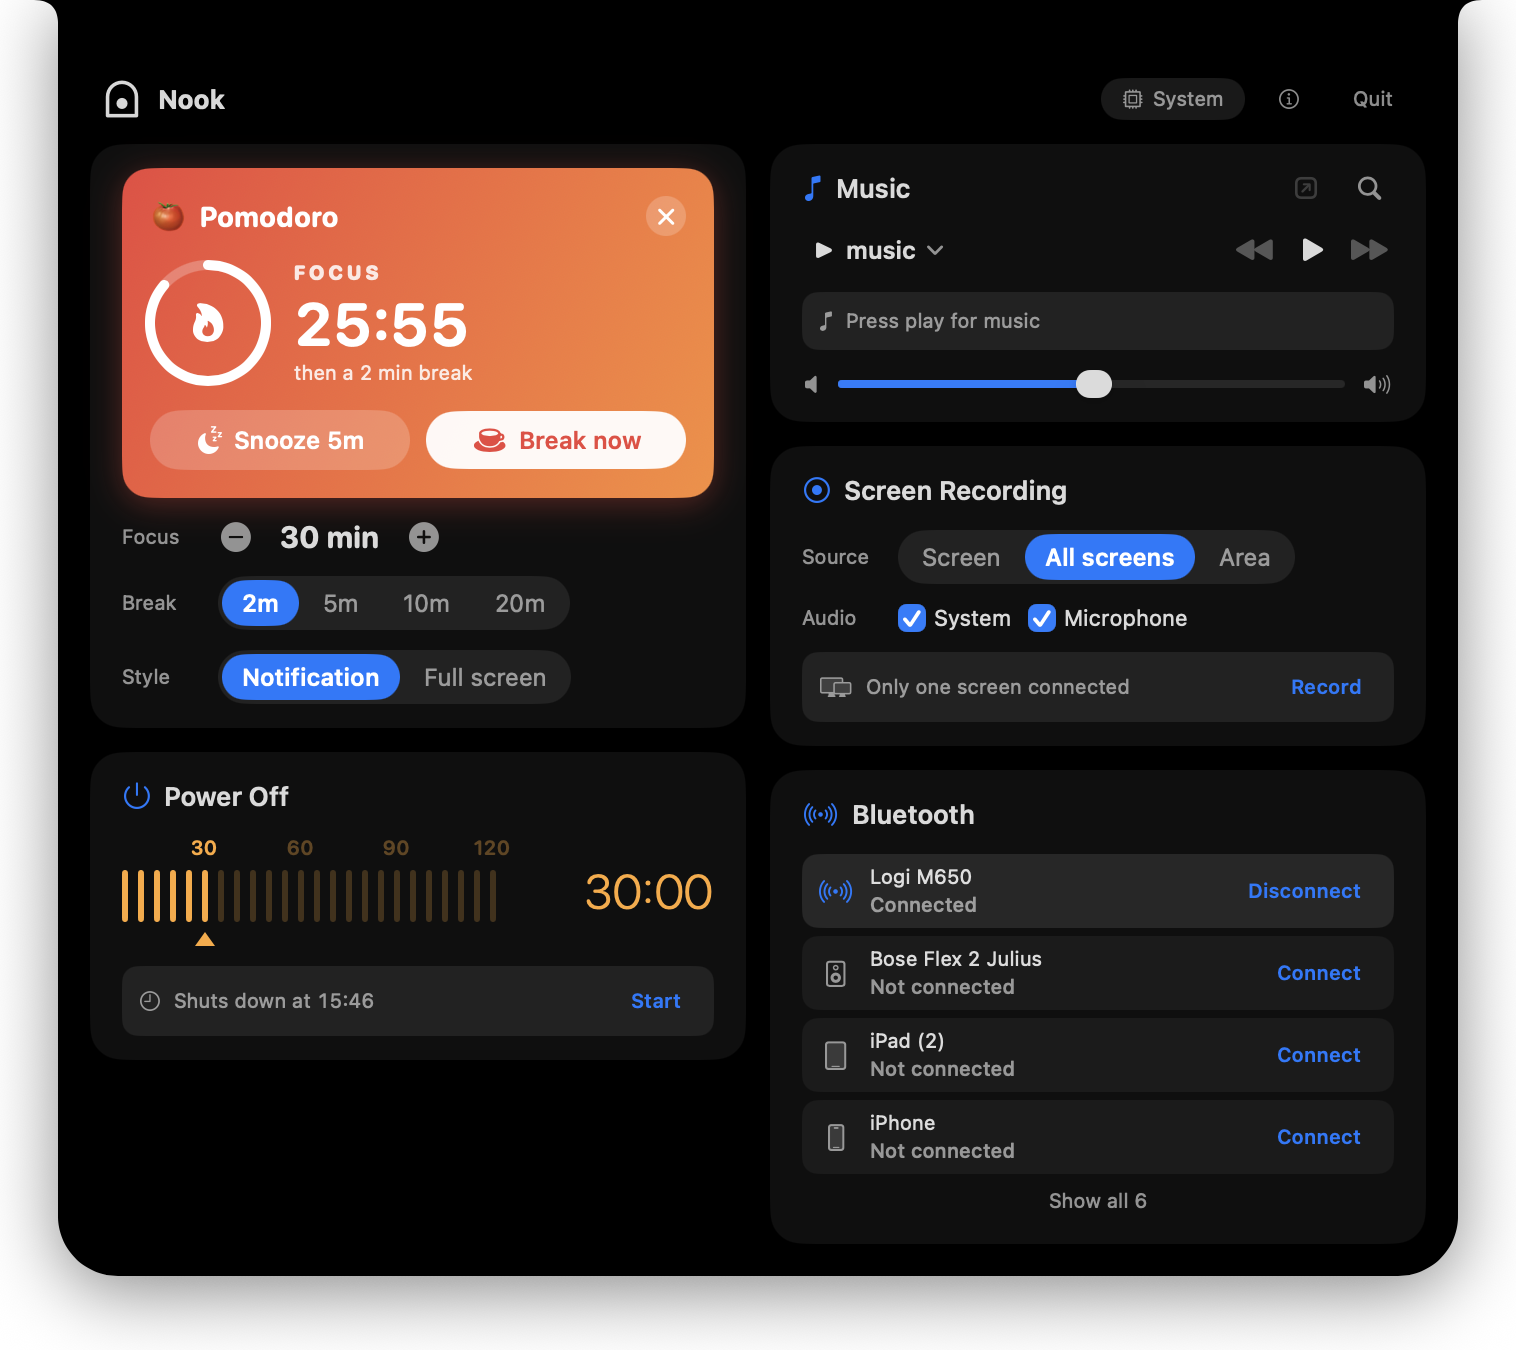 Nook
System
Quit
Pomodoro
FOCUS
25:55
then a 2 min break
Snooze 5m
Break now
Focus
30 min
Break
2m
5m
10m
20m
Style
Notification
Full screen
Power Off
30
60
90
120
30:00
Shuts down at 15:46
Start
Music
music
Press play for music
Screen Recording
Source
Screen
All screens
Area
Audio
System
Microphone
Only one screen connected
Record
Bluetooth
Logi M650
Connected
Disconnect
Bose Flex 2 Julius
Not connected
Connect
iPad (2)
Not connected
Connect
iPhone
Not connected
Connect
Show all 6